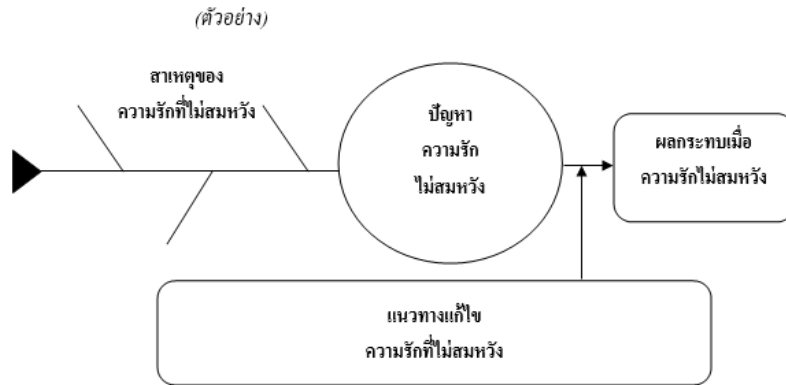 (ตัวอย่าง)
สาเหตุของ
ความรักที่ไม่สมหวัง
ปัญหา
ความรัก
ไม่สมหวัง
ผลกระทบเมื่อ
ความรักไม่สมหวัง
แนวทางแก้ไข
ความรักที่ไม่สมหวัง